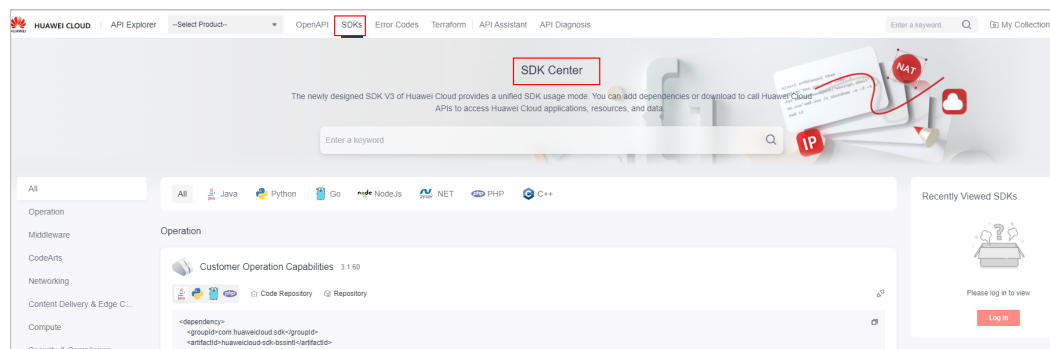 HUAWEI
HUAWEI CLOUD
API Explorer
--Select Product--
OpenAPI
SDKs
Error Codes
Terraform
API Assistant
API Diagnosis
Enter a keyword.
My Collection
SDK Center
The newly designed SDK V3 of Huawei Cloud provides a unified SDK usage mode. You can add dependencies or download to call Huawei Cloud
APIs to access Huawei Cloud applications, resources, and data
Enter a keyword
NAT
IP
All
Operation
Middleware
CodeArts
Networking
Content Delivery & Edge C...
Compute
All
Java
Python
Go
NodeJs
.NET
PHP
C++
Operation
Customer Operation Capabilities 3.1.60
Code Repository
Repository
<dependency>
<groupId>com.huaweicloud.sdk</groupId>
<artifactId>huaweicloud-sdk-bssintl</artifactId>
Recently Viewed SDKs
Please log in to view
Log in